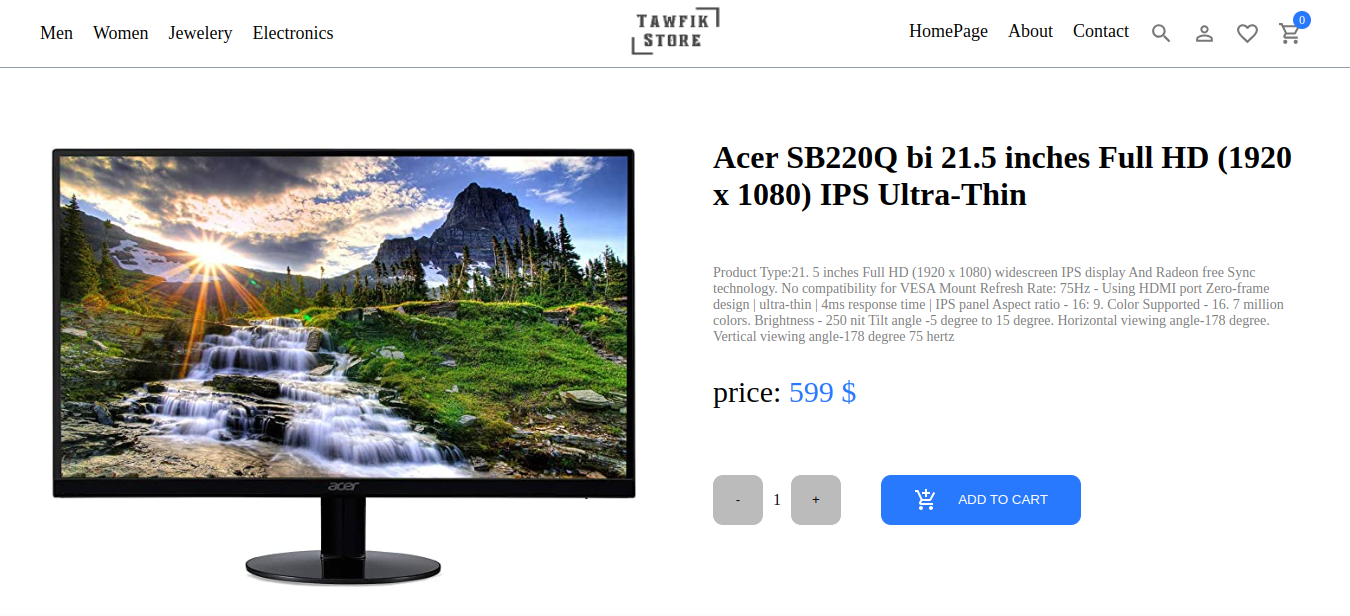 Men Women Jewelery Electronics
TAWFIK
STORE
HomePage About Contact
0
Acer SB220Q bi 21.5 inches Full HD (1920
x 1080) IPS Ultra-Thin
Product Type:21. 5 inches Full HD (1920 x 1080) widescreen IPS display And Radeon free Sync
technology. No compatibility for VESA Mount Refresh Rate: 75Hz - Using HDMI port Zero-frame
design | ultra-thin | 4ms response time | IPS panel Aspect ratio - 16: 9. Color Supported - 16. 7 million
colors. Brightness - 250 nit Tilt angle -5 degree to 15 degree. Horizontal viewing angle-178 degree.
Vertical viewing angle-178 degree 75 hertz
price: 599 $
- 1 +
ADD TO CART
acer